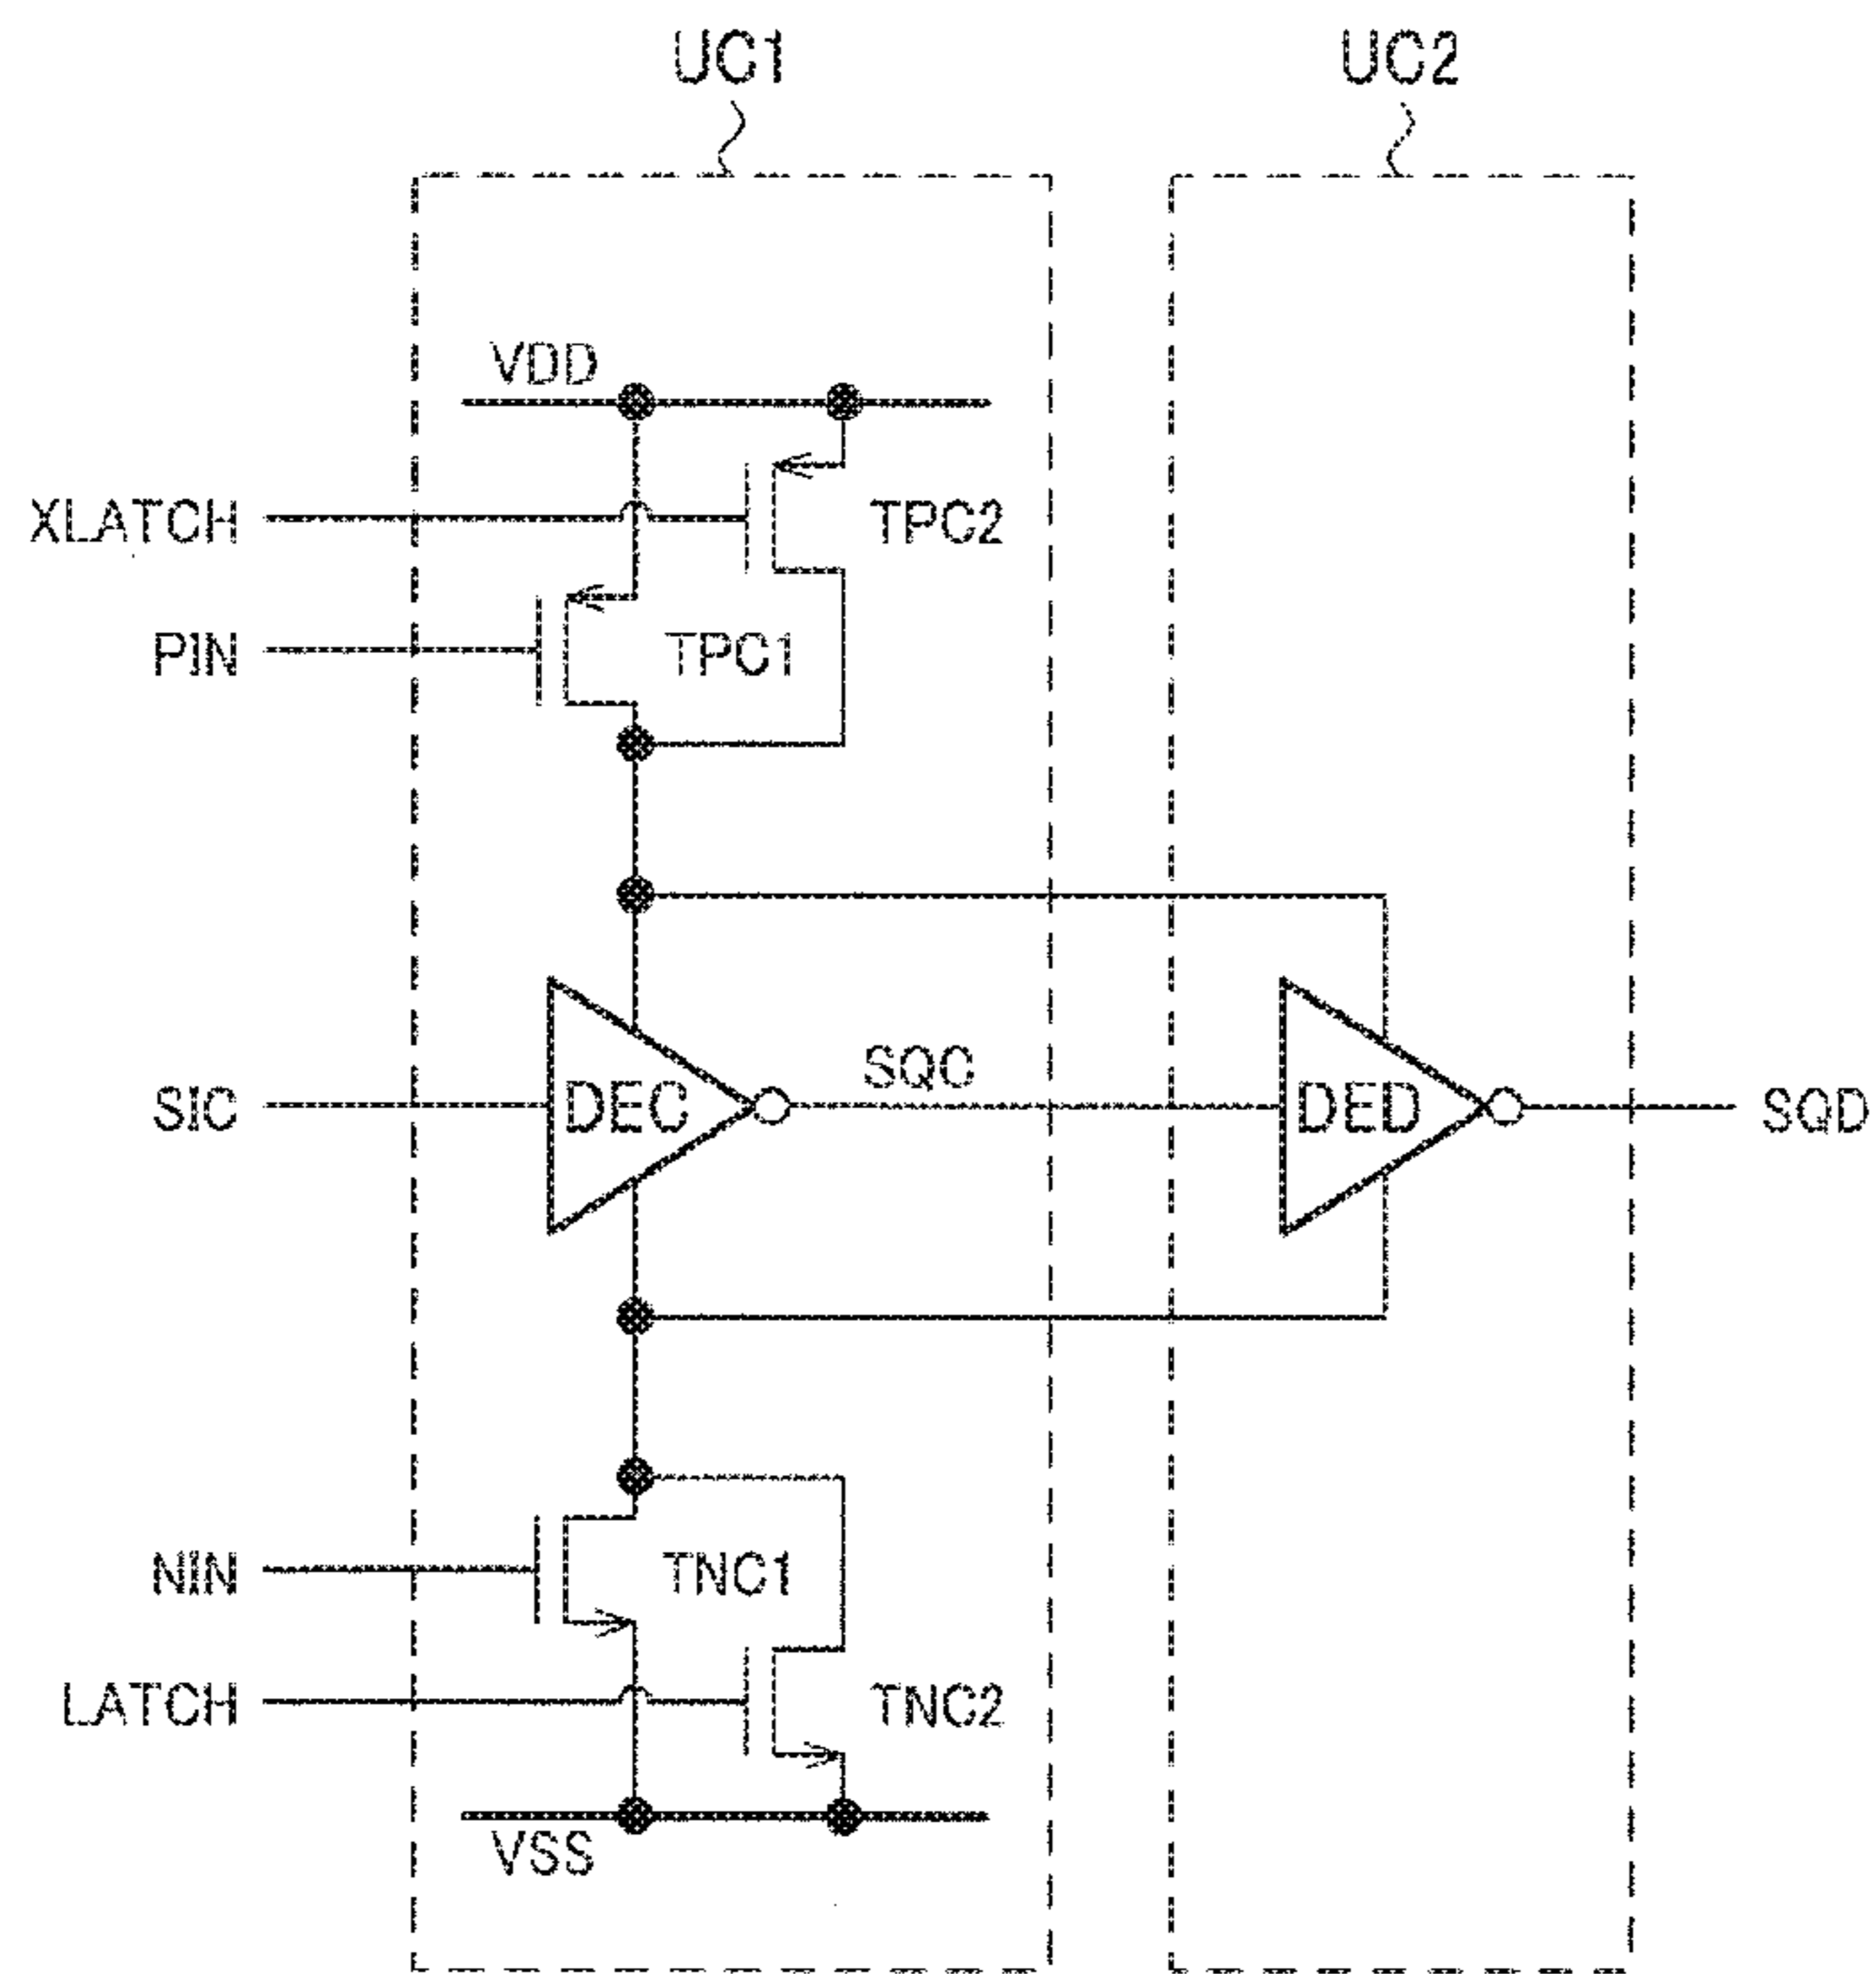 UC1
UC2
VDD
XLATCH
TPC2
PIN
TPC1
SIC
DEC
SQC
DED
SQD
NIN
TNC1
LATCH
TNC2
VSS